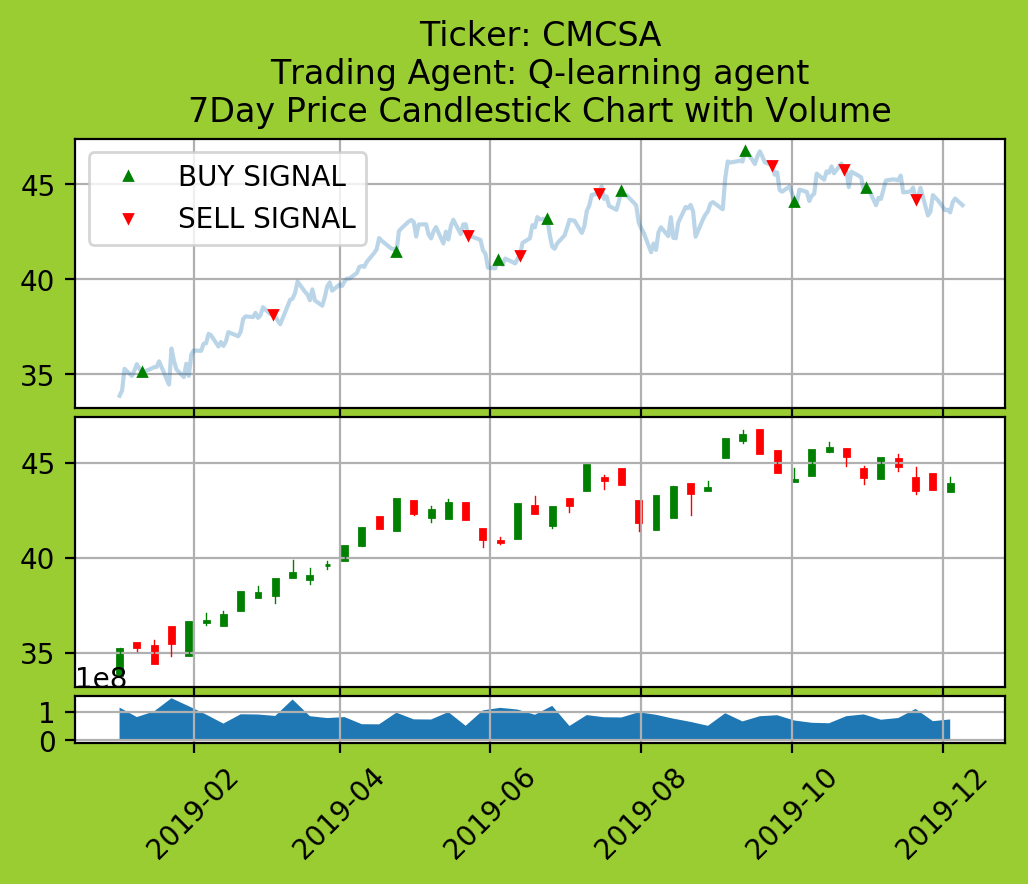 Ticker: CMCSA
Trading Agent: Q-learning agent
7Day Price Candlestick Chart with Volume
BUY SIGNAL
SELL SIGNAL
45
40
35
45
40
35
1e8
1
0
2019-02
2019-04
2019-06
2019-08
2019-10
2019-12